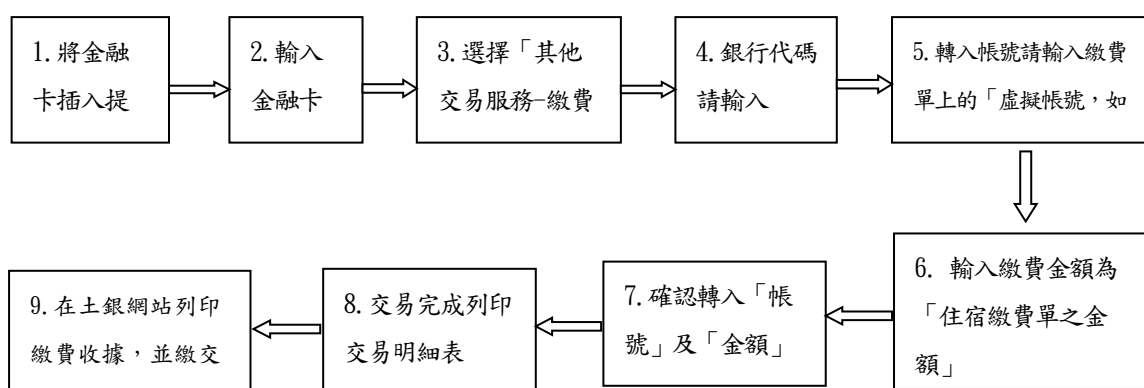 1.將金融
卡插入提
2.輸入
金融卡
3.選擇「其他
交易服務-繳費
4.銀行代碼
請輸入
5.轉入帳號請輸入繳費
單上的「虛擬帳號，如
6. 輸入繳費金額為
「住宿繳費單之金
額」
7.確認轉入「帳
號」及「金額」
8.交易完成列印
交易明細表
9.在土銀網站列印
繳費收據，並繳交